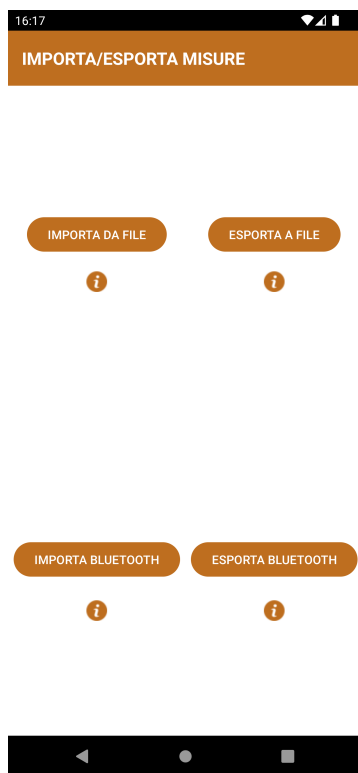 16:17
IMPORTA/ESPORTA MISURE
IMPORTA DA FILE
ESPORTA A FILE
i
i
IMPORTA BLUETOOTH
ESPORTA BLUETOOTH
i
i